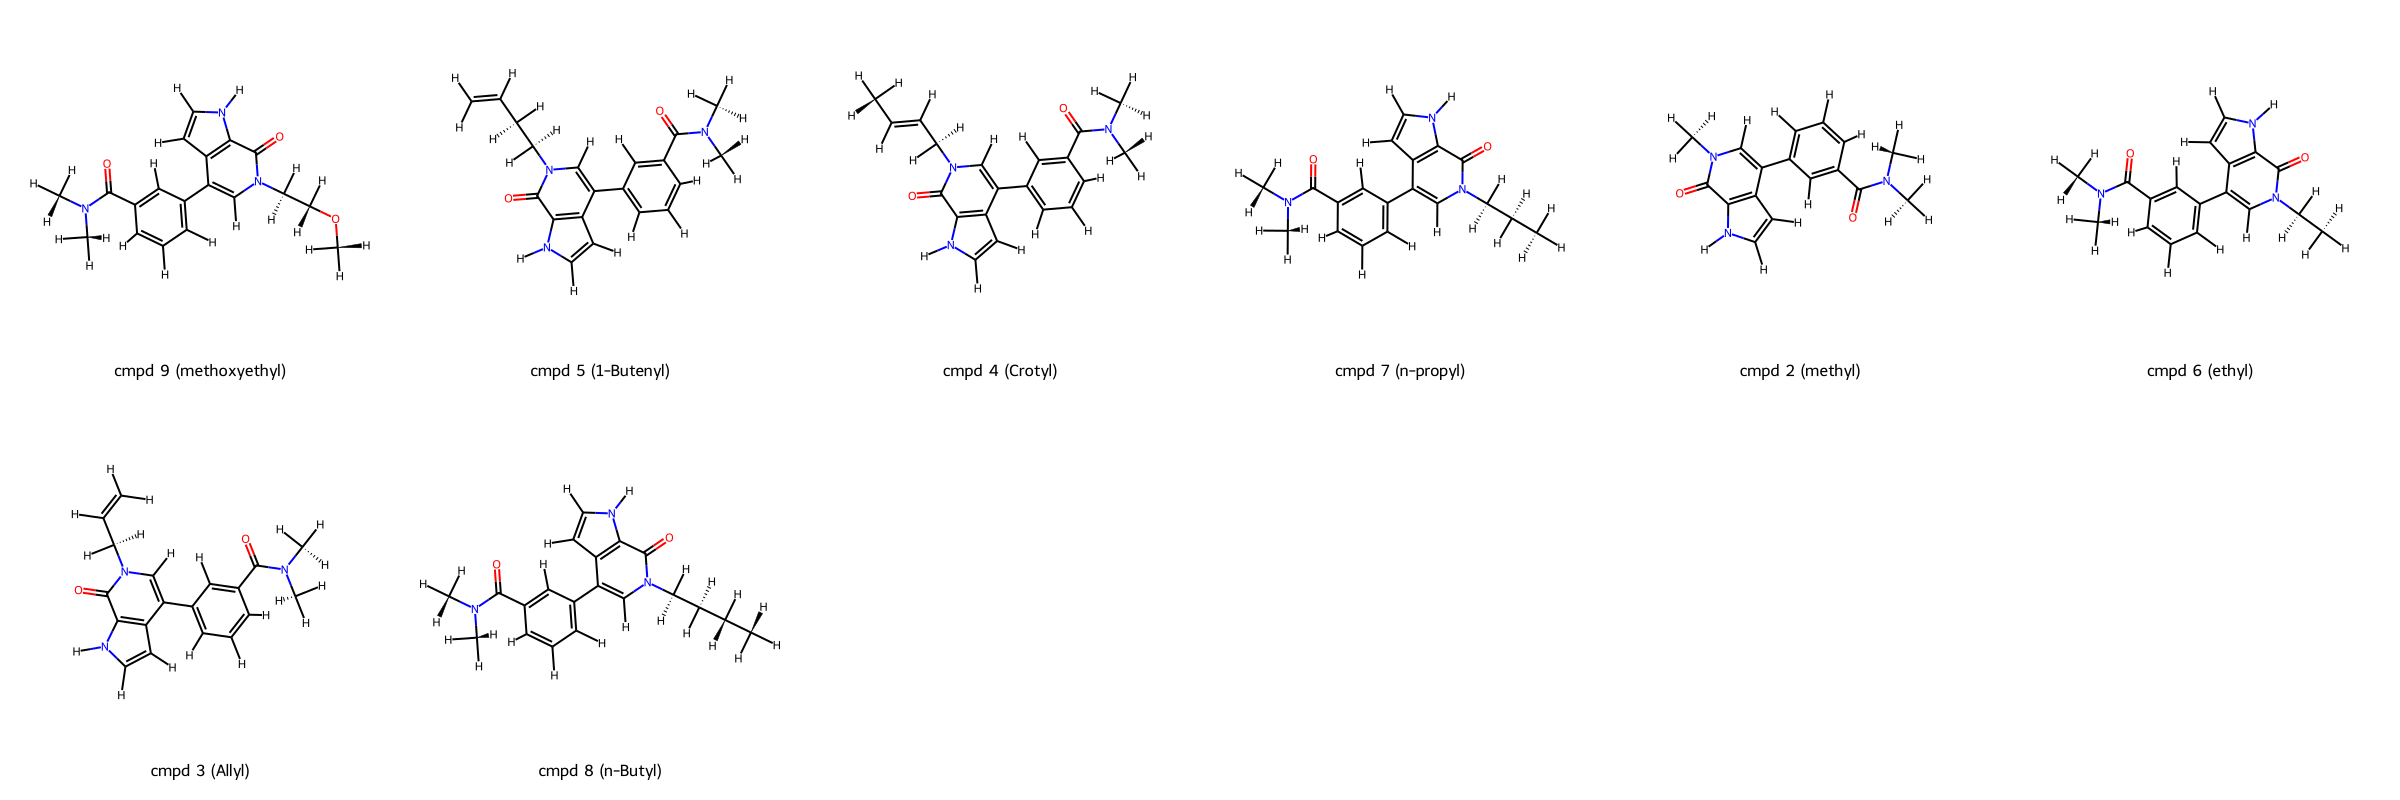 cmpd 9 (methoxyethyl)
cmpd 5 (1-Butenyl)
cmpd 4 (Crotyl)
cmpd 7 (n-propyl)
cmpd 2 (methyl)
cmpd 6 (ethyl)
cmpd 3 (Allyl)
cmpd 8 (n-Butyl)